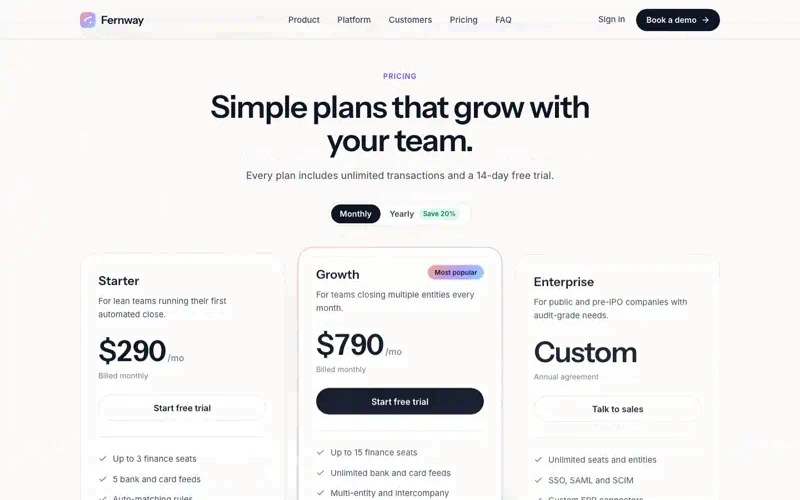 Fernway
Product
Platform
Customers
Pricing
FAQ
Sign in
Book a demo →
PRICING
Simple plans that grow with
your team.
Every plan includes unlimited transactions and a 14-day free trial.
Monthly
Yearly
Save 20%
Starter
For lean teams running their first
automated close.
$290/mo
Billed monthly
Start free trial
Up to 3 finance seats
5 bank and card feeds
Auto-matching rules
Growth
Most popular
For teams closing multiple entities every
month.
$790/mo
Billed monthly
Start free trial
Up to 15 finance seats
Unlimited bank and card feeds
Multi-entity and intercompany
Enterprise
For public and pre-IPO companies with
audit-grade needs.
Custom
Annual agreement
Talk to sales
Unlimited seats and entities
SSO, SAML and SCIM
Custom ERP connectors